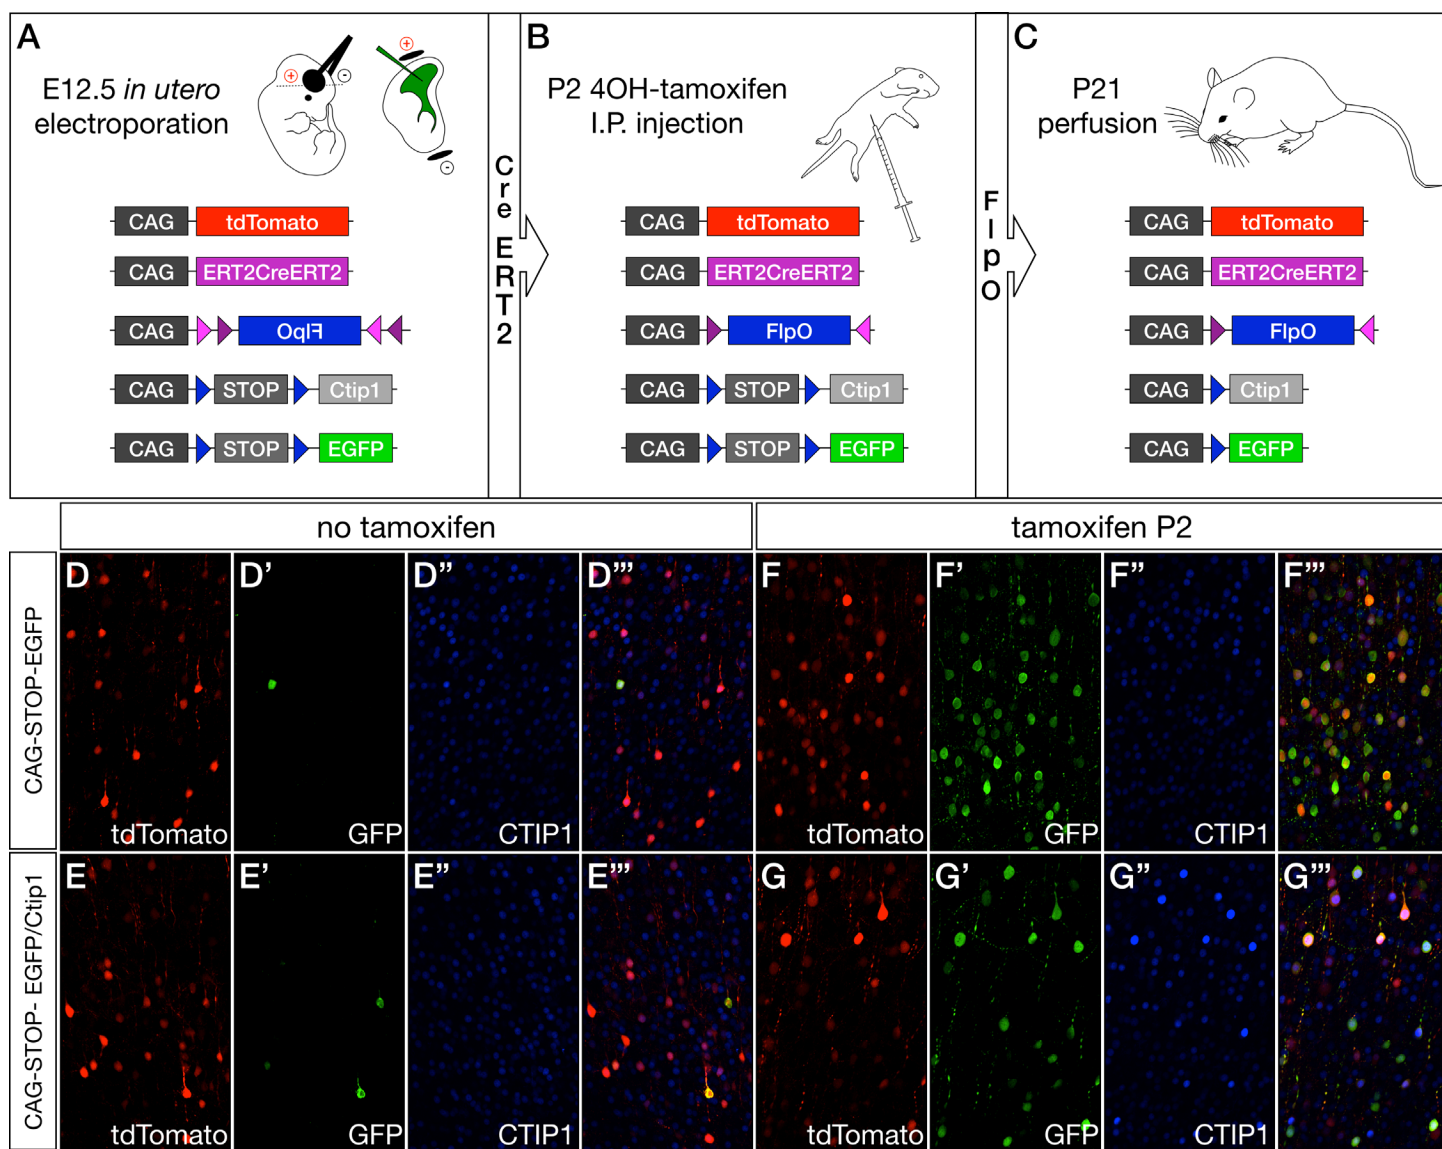 A
E12.5 in utero
electroporation
+
-
+
-
CAG tdTomato
CAG ERT2CreERT2
CAG FlpO
CAG STOP Ctip1
CAG STOP EGFP
CreERT2
B
P2 4OH-tamoxifen
I.P. injection
CAG tdTomato
CAG ERT2CreERT2
CAG FlpO
CAG STOP Ctip1
CAG STOP EGFP
FlpO
C
P21
perfusion
CAG tdTomato
CAG ERT2CreERT2
CAG FlpO
CAG Ctip1
CAG EGFP
no tamoxifen
tamoxifen P2
CAG-STOP-EGFP
D D' D" D"' F F' F" F"'
tdTomato GFP CTIP1 tdTomato GFP CTIP1
CAG-STOP- EGFP/Ctip1
E E' E" E"' G G' G" G"'
tdTomato GFP CTIP1 tdTomato GFP CTIP1